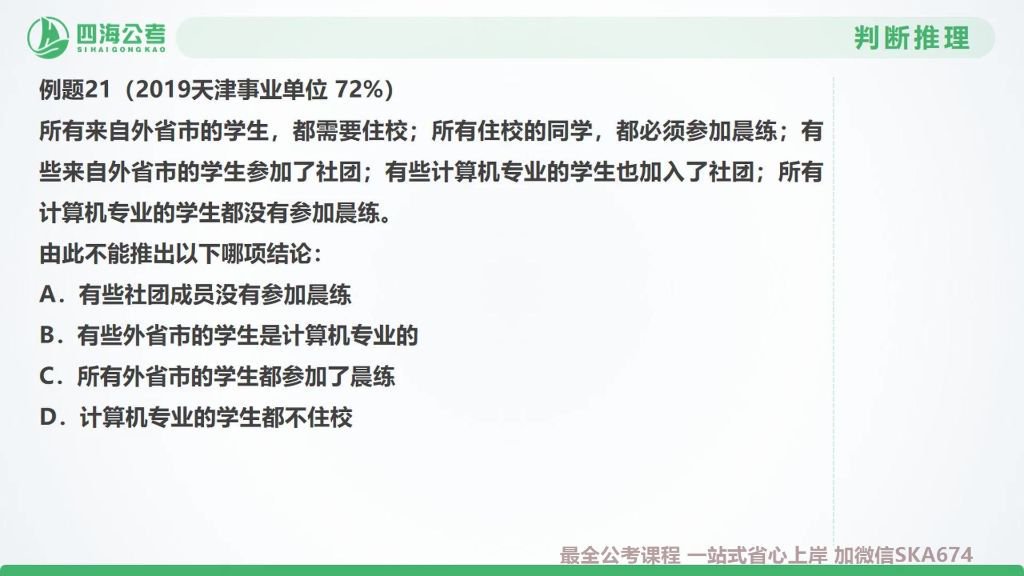 四海公考
SIHAIGONGKAO
判断推理
例题21（2019天津事业单位 72%）
所有来自外省市的学生，都需要住校；所有住校的同学，都必须参加晨练；有
些来自外省市的学生参加了社团；有些计算机专业的学生也加入了社团；所有
计算机专业的学生都没有参加晨练。
由此不能推出以下哪项结论：
A．有些社团成员没有参加晨练
B．有些外省市的学生是计算机专业的
C．所有外省市的学生都参加了晨练
D．计算机专业的学生都不住校
最全公考课程 一站式省心上岸 加微信SKA674